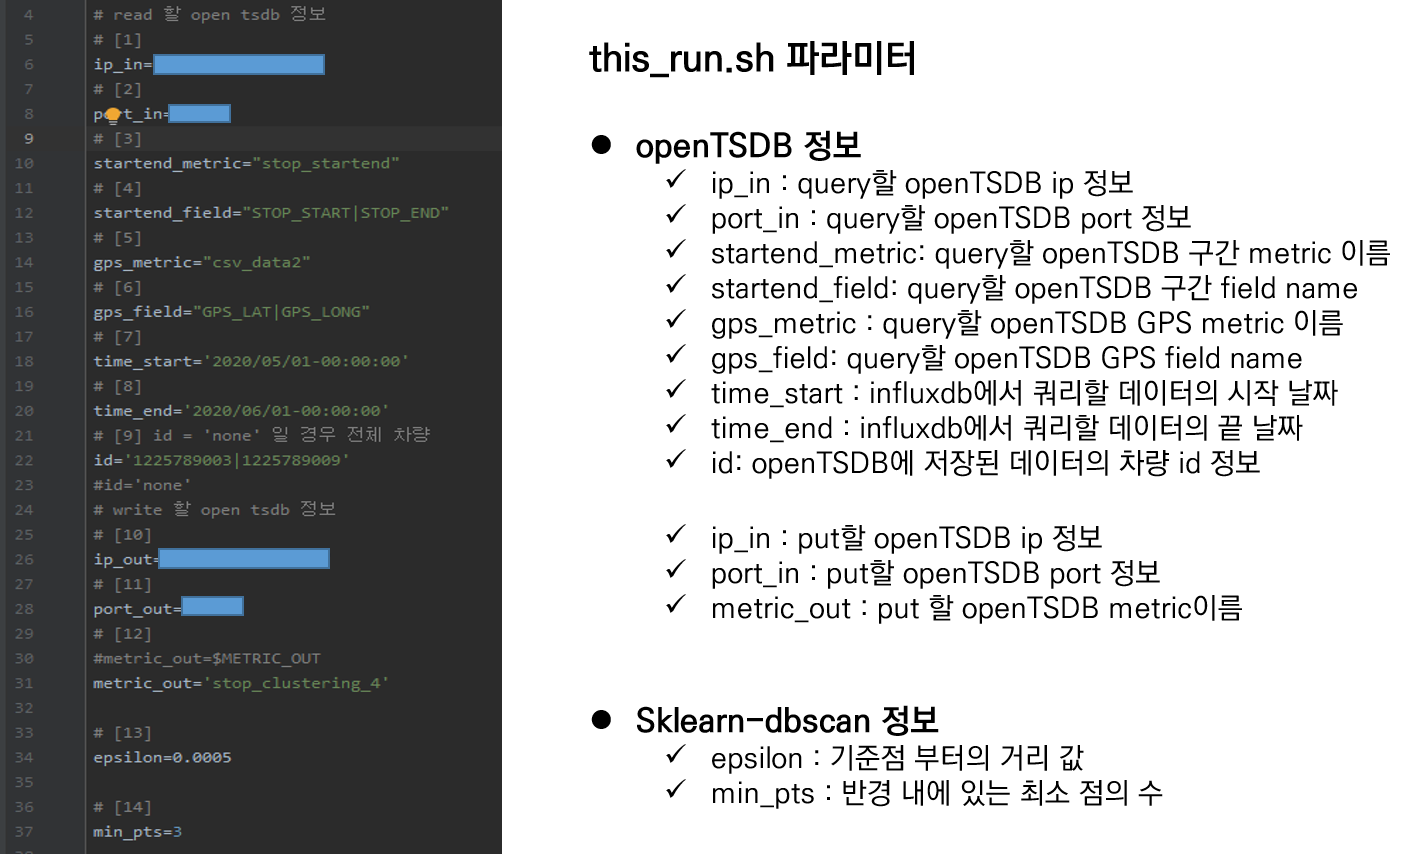 4 # read 할 open tsdb 정보
5 # [1]
6 ip_in=
7 # [2]
8 port_in=
9 # [3]
10 startend_metric="stop_startend"
11 # [4]
12 startend_field="STOP_START|STOP_END"
13 # [5]
14 gps_metric="csv_data2"
15 # [6]
16 gps_field="GPS_LAT|GPS_LONG"
17 # [7]
18 time_start='2020/05/01-00:00:00'
19 # [8]
20 time_end='2020/06/01-00:00:00'
21 # [9] id = 'none' 일 경우 전체 차량
22 id='1225789003|1225789009'
23 #id='none'
24 # write 할 open tsdb 정보
25 # [10]
26 ip_out=
27 # [11]
28 port_out=
29 # [12]
30 #metric_out=$METRIC_OUT
31 metric_out='stop_clustering_4'
32
33 # [13]
34 epsilon=0.0005
35
36 # [14]
37 min_pts=3
this_run.sh 파라미터
● openTSDB 정보
✓ ip_in : query할 openTSDB ip 정보
✓ port_in : query할 openTSDB port 정보
✓ startend_metric: query할 openTSDB 구간 metric 이름
✓ startend_field: query할 openTSDB 구간 field name
✓ gps_metric : query할 openTSDB GPS metric 이름
✓ gps_field: query할 openTSDB GPS field name
✓ time_start : influxdb에서 쿼리할 데이터의 시작 날짜
✓ time_end : influxdb에서 쿼리할 데이터의 끝 날짜
✓ id: openTSDB에 저장된 데이터의 차량 id 정보
✓ ip_in : put할 openTSDB ip 정보
✓ port_in : put할 openTSDB port 정보
✓ metric_out : put 할 openTSDB metric이름
● Sklearn-dbscan 정보
✓ epsilon : 기준점 부터의 거리 값
✓ min_pts : 반경 내에 있는 최소 점의 수